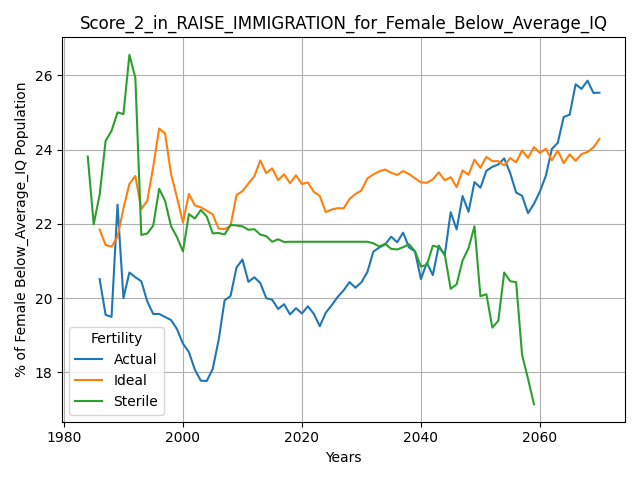 Score_2_in_RAISE_IMMIGRATION_for_Female_Below_Average_IQ
% of Female Below_Average_IQ Population
26
24
22
20
18
Fertility
Actual
Ideal
Sterile
1980
2000
2020
2040
2060
Years